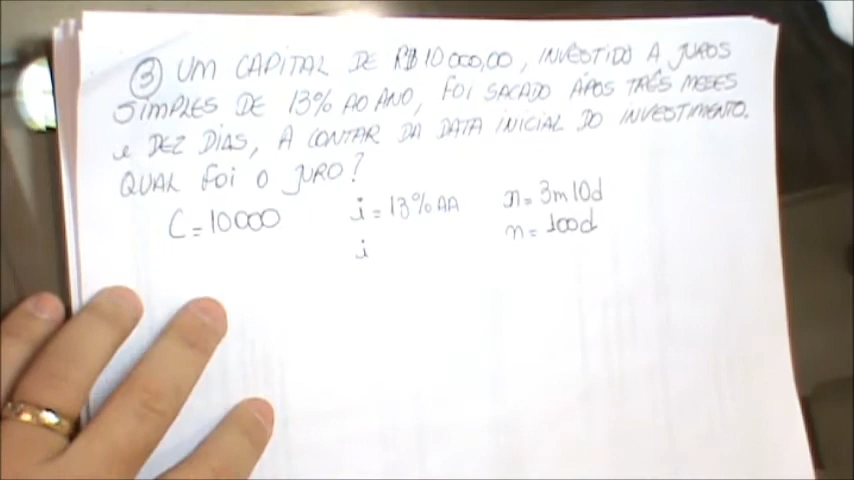 ③ UM CAPITAL DE R$ 10 000,00, INVESTIDO A JUROS
SIMPLES DE 13% AO ANO, FOI SACADO APÓS TRÊS MESES
e DEZ DIAS, A CONTAR DA DATA INICIAL DO INVESTIMENTO.
QUAL FOI O JURO?
C = 10000 i = 13% AA n = 3m 10d
i n = 100d